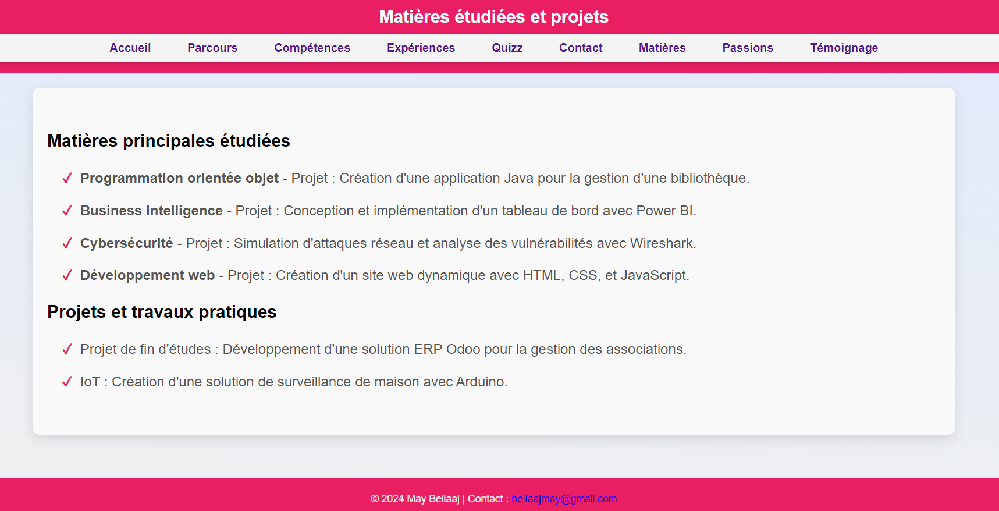 Matières étudiées et projets
Accueil Parcours Compétences Expériences Quizz Contact Matières Passions Témoignage
Matières principales étudiées
✓ Programmation orientée objet - Projet : Création d'une application Java pour la gestion d'une bibliothèque.
✓ Business Intelligence - Projet : Conception et implémentation d'un tableau de bord avec Power BI.
✓ Cybersécurité - Projet : Simulation d'attaques réseau et analyse des vulnérabilités avec Wireshark.
✓ Développement web - Projet : Création d'un site web dynamique avec HTML, CSS, et JavaScript.
Projets et travaux pratiques
✓ Projet de fin d'études : Développement d'une solution ERP Odoo pour la gestion des associations.
✓ IoT : Création d'une solution de surveillance de maison avec Arduino.
© 2024 May Bellaaj | Contact : bellaajmay@gmail.com